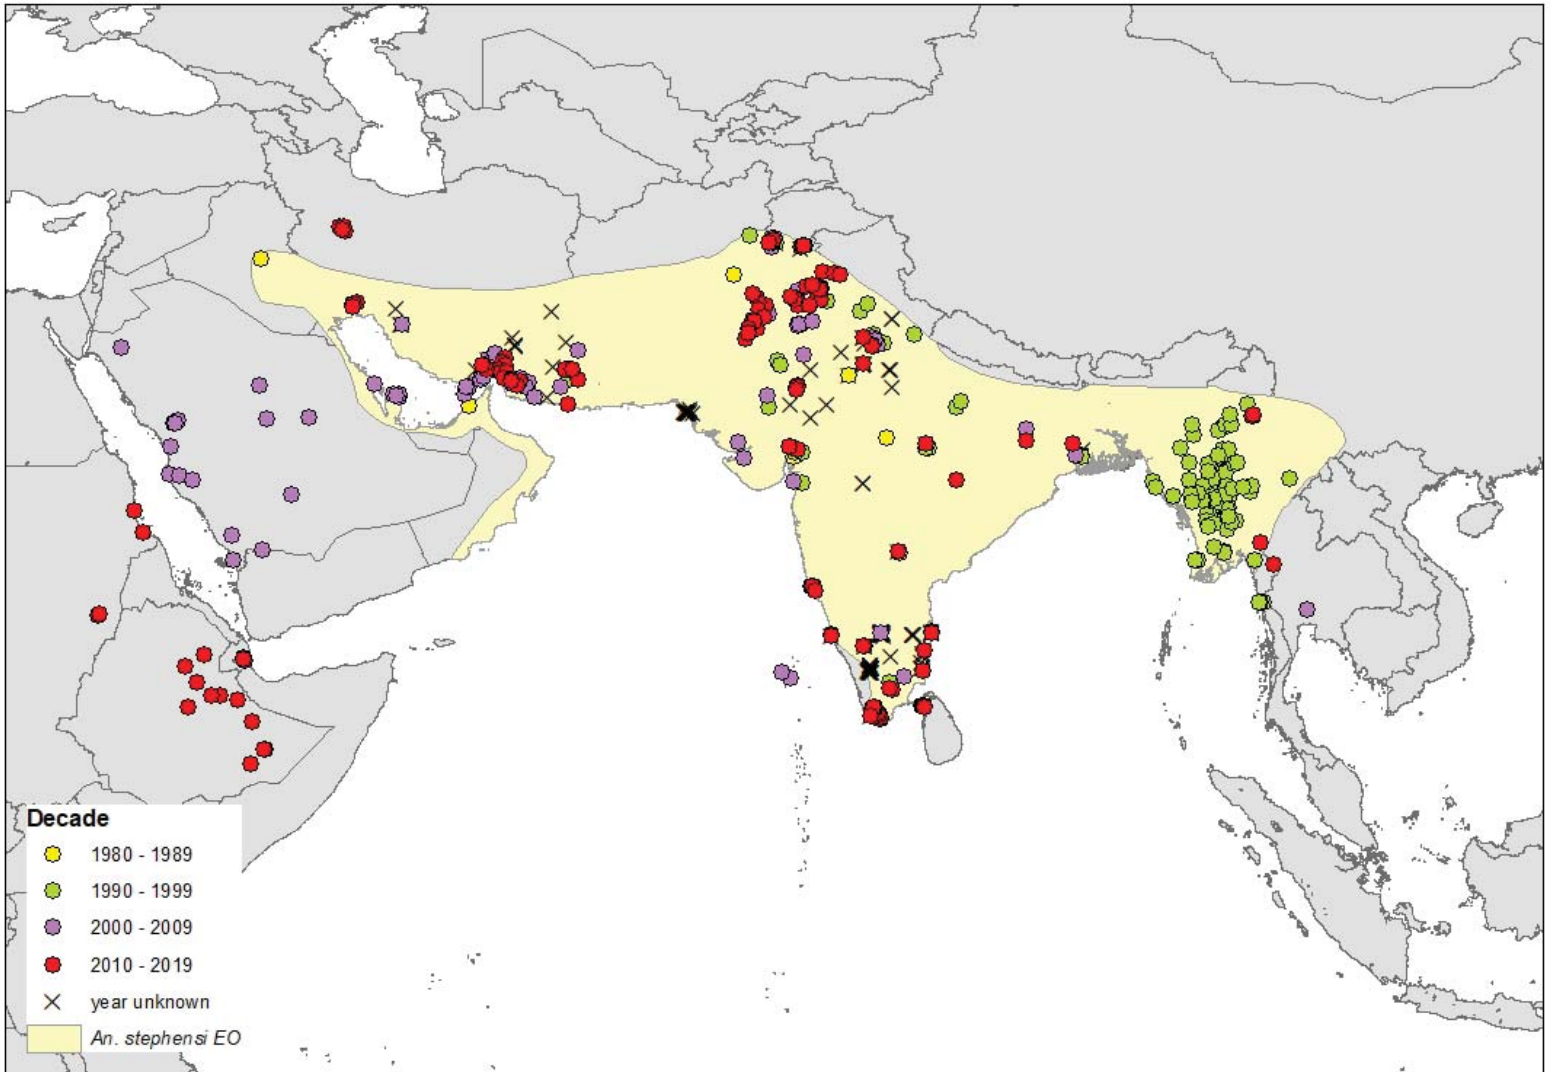 Decade
1980 - 1989
1990 - 1999
2000 - 2009
2010 - 2019
year unknown
An. stephensi EO